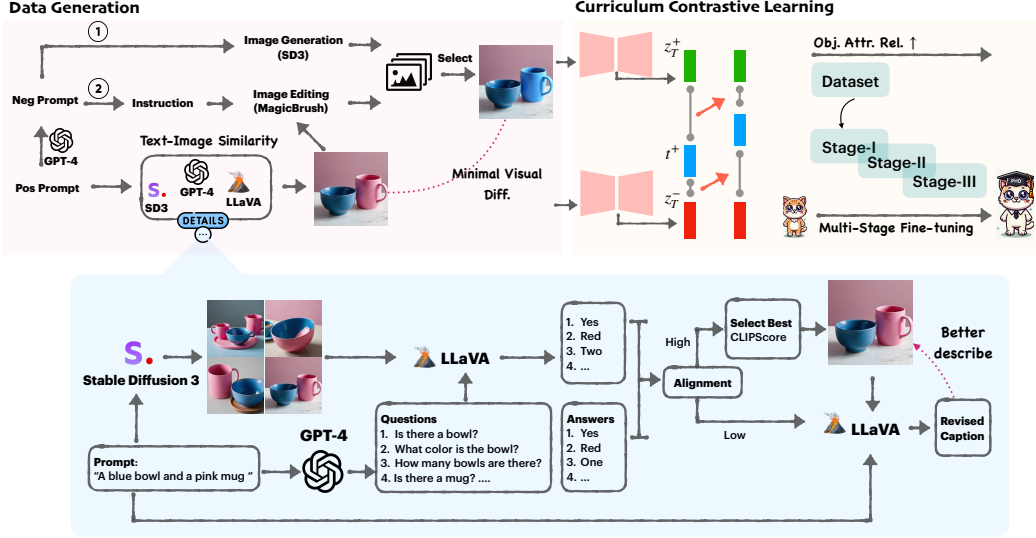 Data Generation
Curriculum Contrastive Learning
1
Image Generation
(SD3)
Select
Neg Prompt
2
Instruction
Image Editing
(MagicBrush)
GPT-4
Text-Image Similarity
Pos Prompt
S.
SD3
GPT-4
LLaVA
DETAILS
...
Minimal Visual
Diff.
z_T^+
t^+
z_T^-
Obj. Attr. Rel. ↑
Dataset
Stage-I
Stage-II
Stage-III
PHD
Multi-Stage Fine-tuning
S.
Stable Diffusion 3
LLaVA
1. Yes
2. Red
3. Two
4. ...
High
Select Best
CLIPScore
Better
describe
Alignment
Low
LLaVA
Revised
Caption
Prompt:
“A blue bowl and a pink mug “
GPT-4
Questions
1. Is there a bowl?
2. What color is the bowl?
3. How many bowls are there?
4. Is there a mug? ....
Answers
1. Yes
2. Red
3. One
4. ...